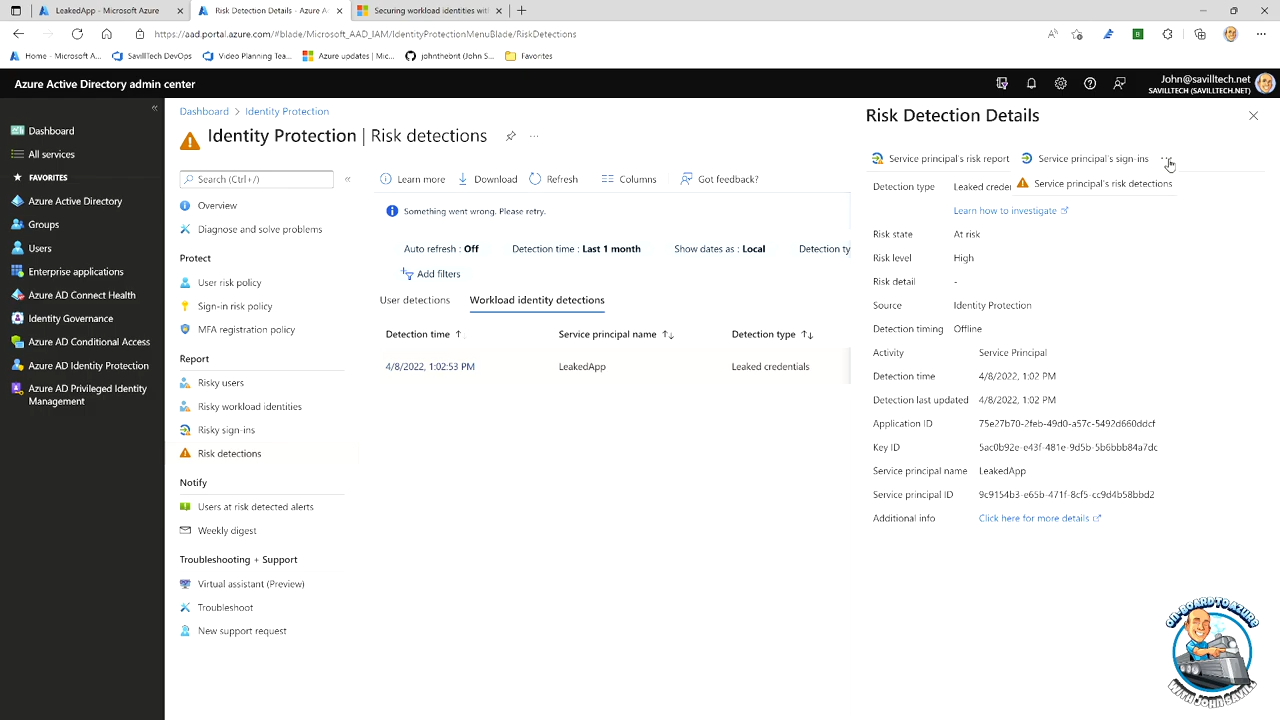 LeakedApp - Microsoft Azure
Risk Detection Details - Azure A
Securing workload identities with
https://aad.portal.azure.com/#blade/Microsoft_AAD_IAM/IdentityProtectionMenuBlade/RiskDetections
Home - Microsoft A...
SavillTech DevOps
Video Planning Tea...
Azure updates | Mic...
johnthebrit (John S...
Favorites
Azure Active Directory admin center
John@savilltech.net
SAVILLTECH (SAVILLTECH.NET)
Dashboard
All services
FAVORITES
Azure Active Directory
Groups
Users
Enterprise applications
Azure AD Connect Health
Identity Governance
Azure AD Conditional Access
Azure AD Identity Protection
Azure AD Privileged Identity
Management
Dashboard > Identity Protection
Identity Protection | Risk detections
Search (Ctrl+/)
Overview
Diagnose and solve problems
Protect
User risk policy
Sign-in risk policy
MFA registration policy
Report
Risky users
Risky workload identities
Risky sign-ins
Risk detections
Notify
Users at risk detected alerts
Weekly digest
Troubleshooting + Support
Virtual assistant (Preview)
Troubleshoot
New support request
Learn more
Download
Refresh
Columns
Got feedback?
Something went wrong. Please retry.
Auto refresh : Off
Detection time : Last 1 month
Show dates as : Local
Detection ty
Add filters
User detections
Workload identity detections
Detection time
Service principal name
Detection type
4/8/2022, 1:02:53 PM
LeakedApp
Leaked credentials
Risk Detection Details
Service principal's risk report
Service principal's sign-ins
Service principal's risk detections
Detection type Leaked crede
Learn how to investigate
Risk state At risk
Risk level High
Risk detail -
Source Identity Protection
Detection timing Offline
Activity Service Principal
Detection time 4/8/2022, 1:02 PM
Detection last updated 4/8/2022, 1:02 PM
Application ID 75e27b70-2feb-49d0-a57c-5492d660ddcf
Key ID 5ac0b92e-e43f-481e-9d5b-5b6bbb84a7dc
Service principal name LeakedApp
Service principal ID 9c9154b3-e65b-471f-8cf5-cc9d4b58bbd2
Additional info Click here for more details
ON-BOARD TO AZURE
WITH JOHN SAVILL